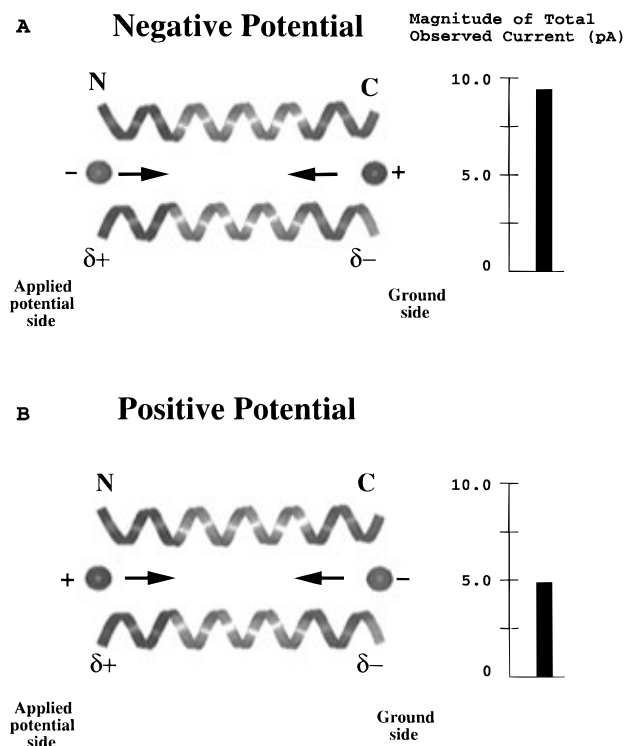 A
Negative Potential
Magnitude of Total
Observed Current (pA)
N
C
10.0
−
+
5.0
δ+
δ−
0
Applied
potential
side
Ground
side
B
Positive Potential
N
C
10.0
+
−
5.0
δ+
δ−
0
Applied
potential
side
Ground
side